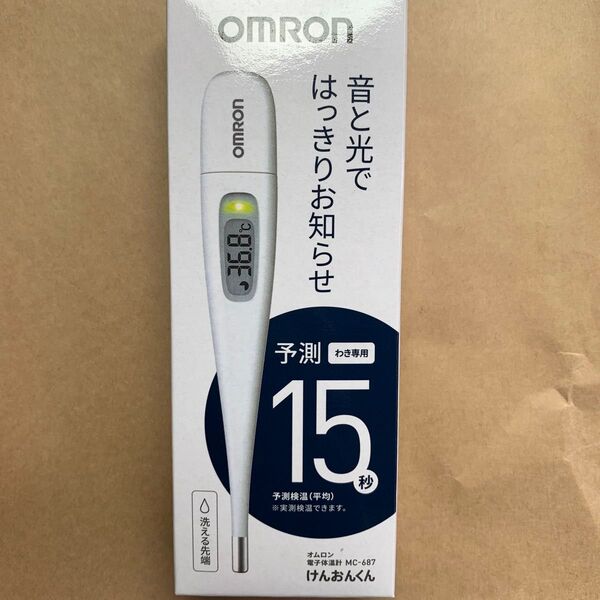 OMRON
音と光で
はっきりお知らせ
OMRON
36.8℃
予測 わき専用
15秒
予測検温(平均)
※実測検温できます。
洗える先端
オムロン
電子体温計 MC-687
けんおんくん